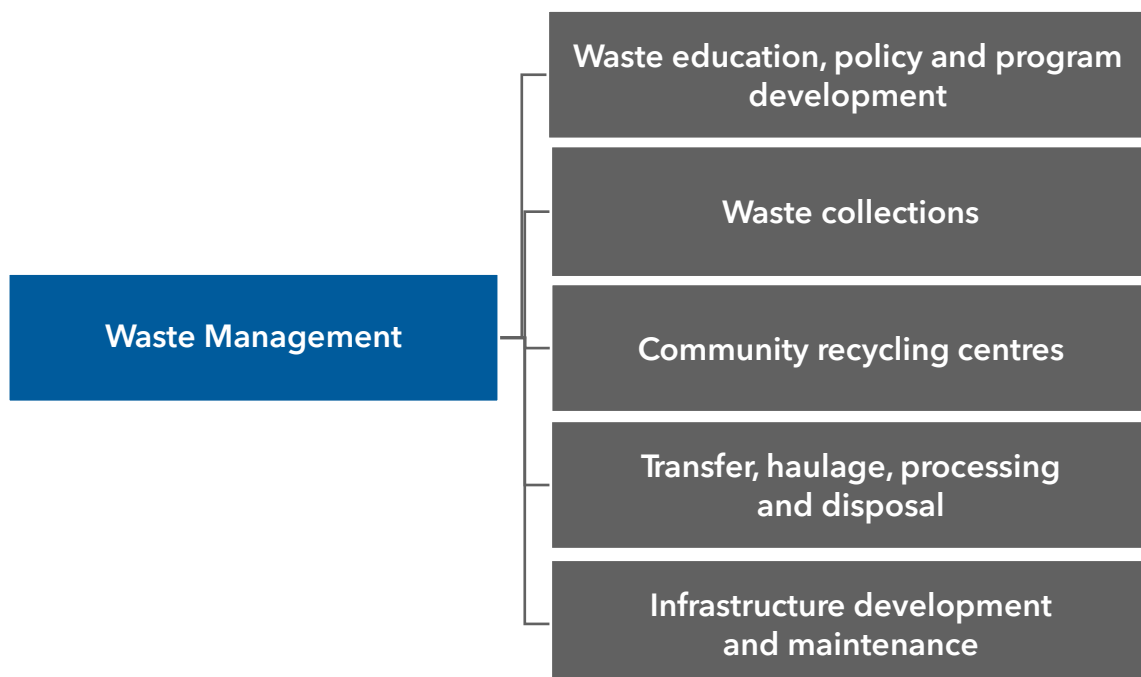 Waste Management
Waste education, policy and program
development
Waste collections
Community recycling centres
Transfer, haulage, processing
and disposal
Infrastructure development
and maintenance